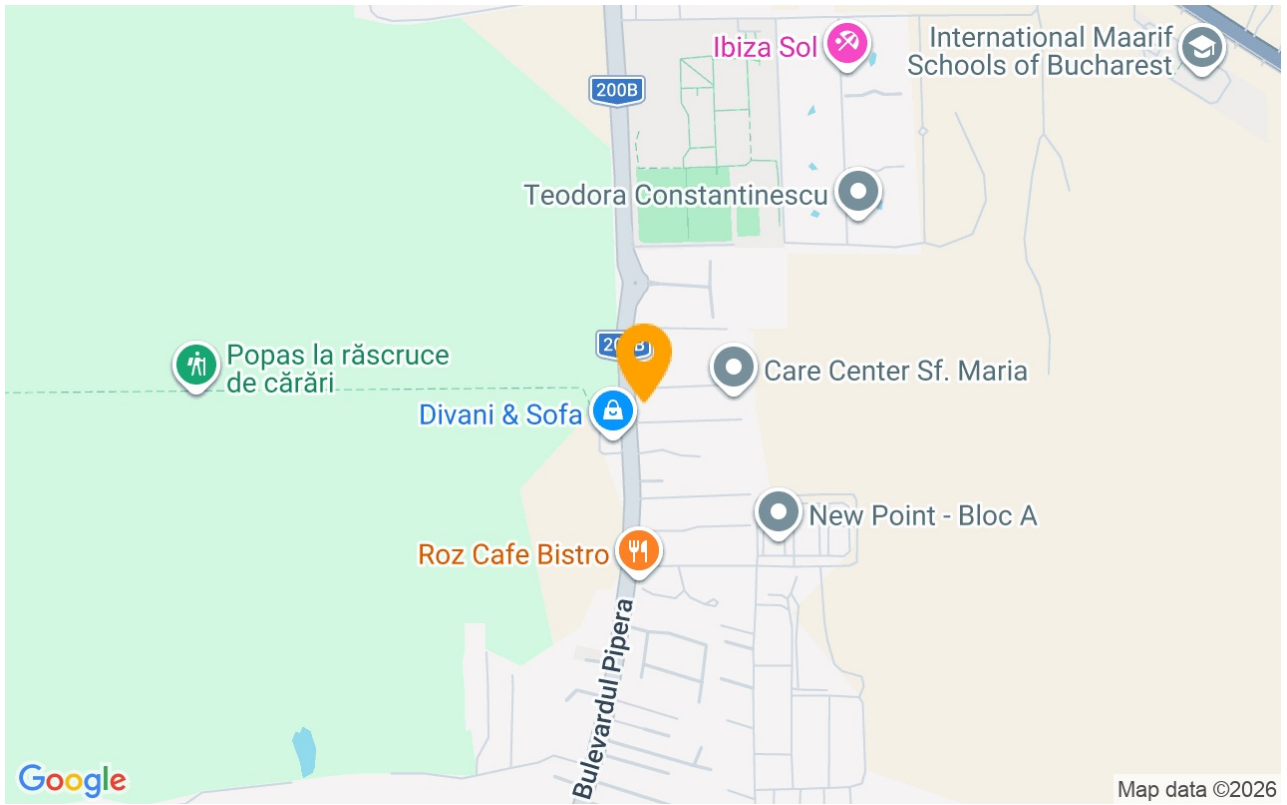 Ibiza Sol
International Maarif
Schools of Bucharest
200B
Teodora Constantinescu
200B
Popas la răscruce
de cărări
Care Center Sf. Maria
Divani & Sofa
New Point - Bloc A
Roz Cafe Bistro
Bulevardul Pipera
Google
Map data ©2026